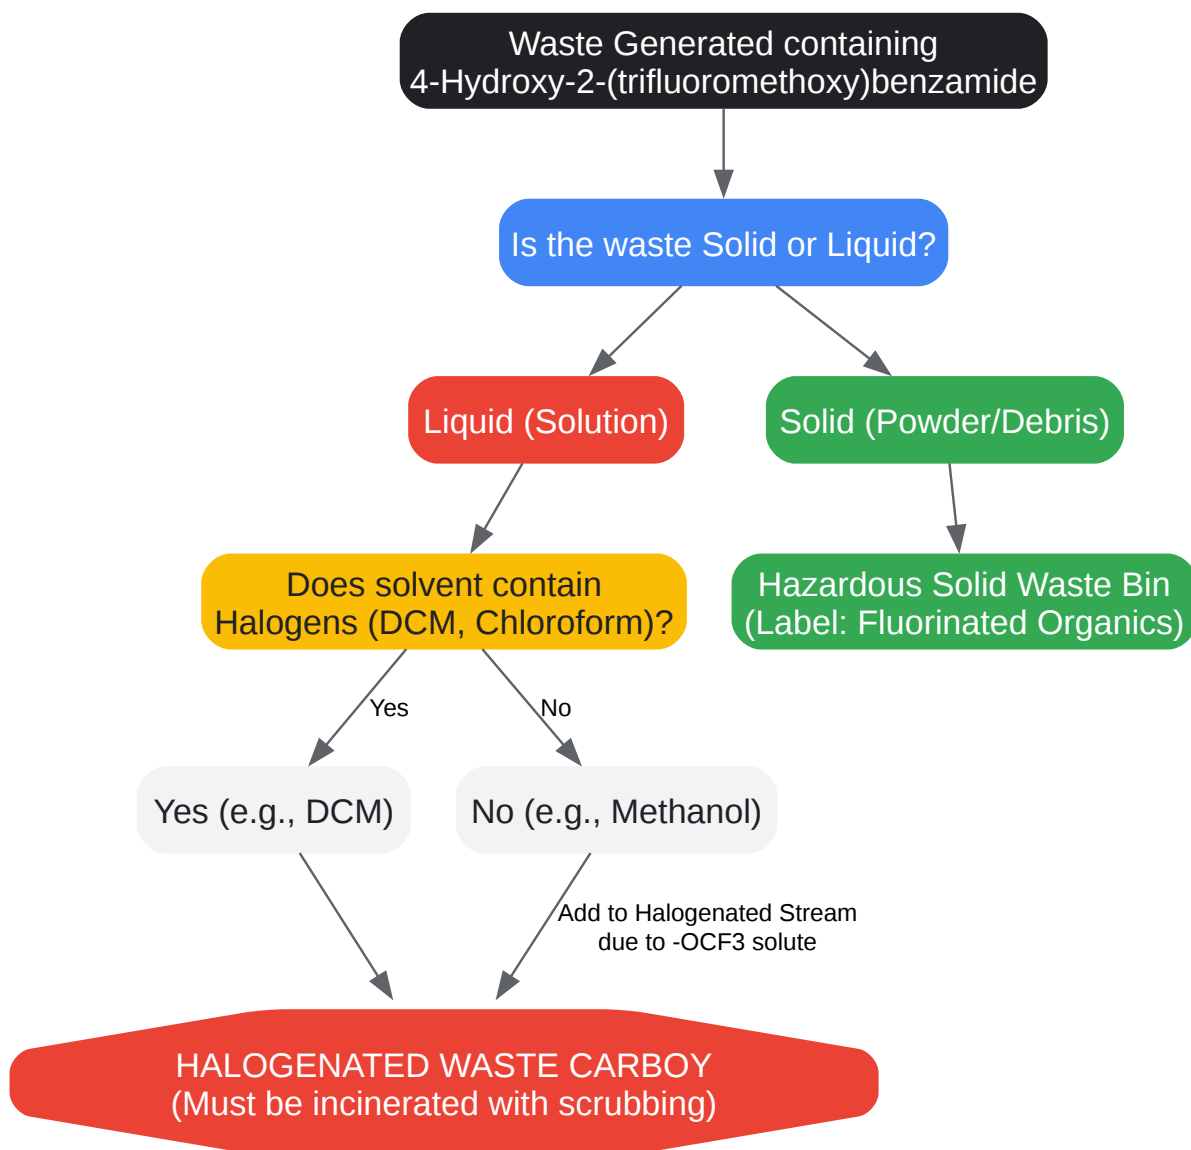 Waste Generated containing
4-Hydroxy-2-(trifluoromethoxy)benzamide
Is the waste Solid or Liquid?
Liquid (Solution)
Solid (Powder/Debris)
Does solvent contain
Halogens (DCM, Chloroform)?
Hazardous Solid Waste Bin
(Label: Fluorinated Organics)
Yes
No
Yes (e.g., DCM)
No (e.g., Methanol)
Add to Halogenated Stream
due to -OCF3 solute
HALOGENATED WASTE CARBOY
(Must be incinerated with scrubbing)